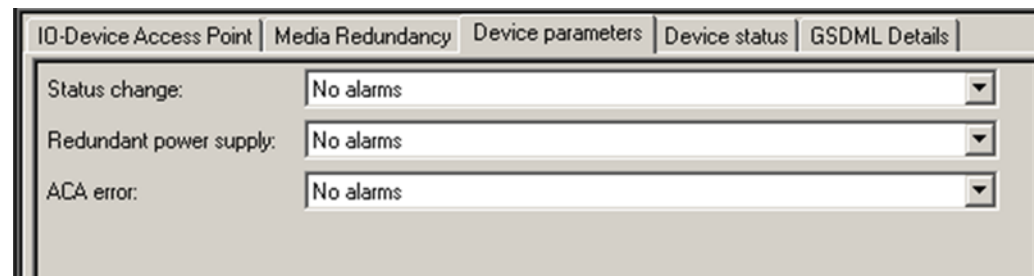 IO-Device Access Point Media Redundancy Device parameters Device status GSDML Details
Status change: No alarms
Redundant power supply: No alarms
ACA error: No alarms